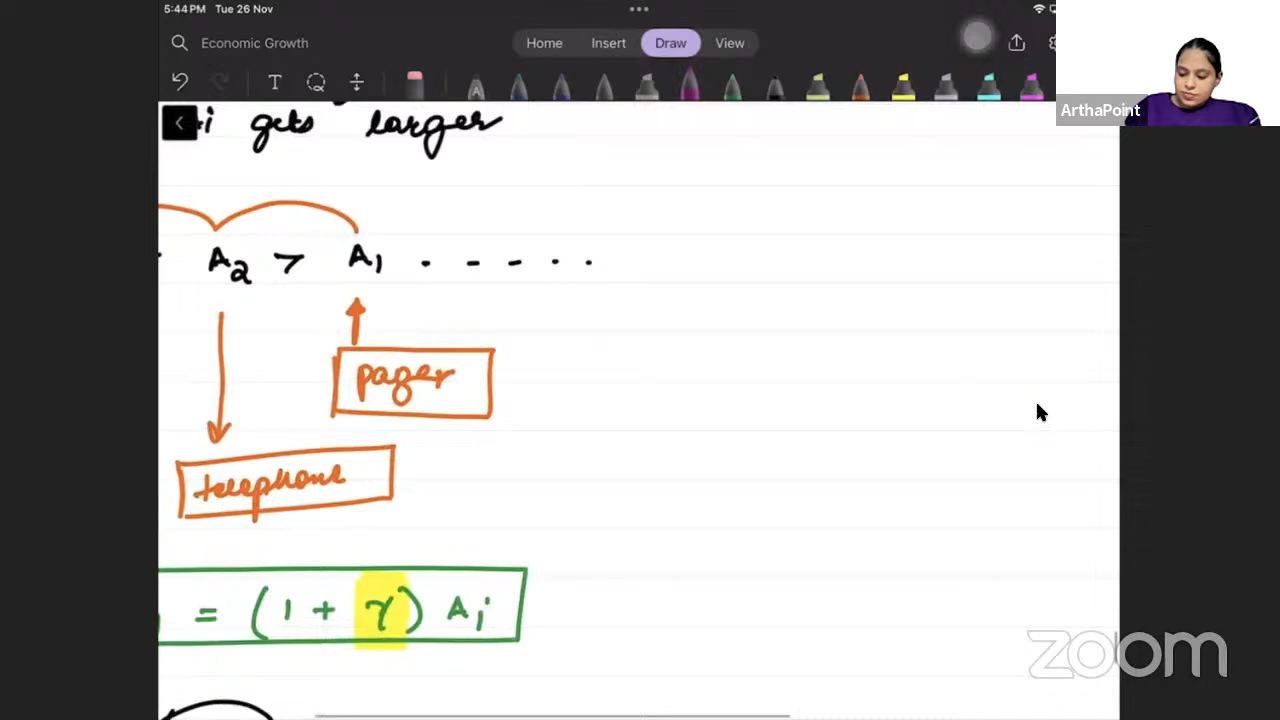 5:44 PM Tue 26 Nov
Economic Growth
Home Insert Draw View
ArthaPoint
i gets larger
A2 > A1 . - - . .
pager
telephone
= (1 + γ) Ai
zoom